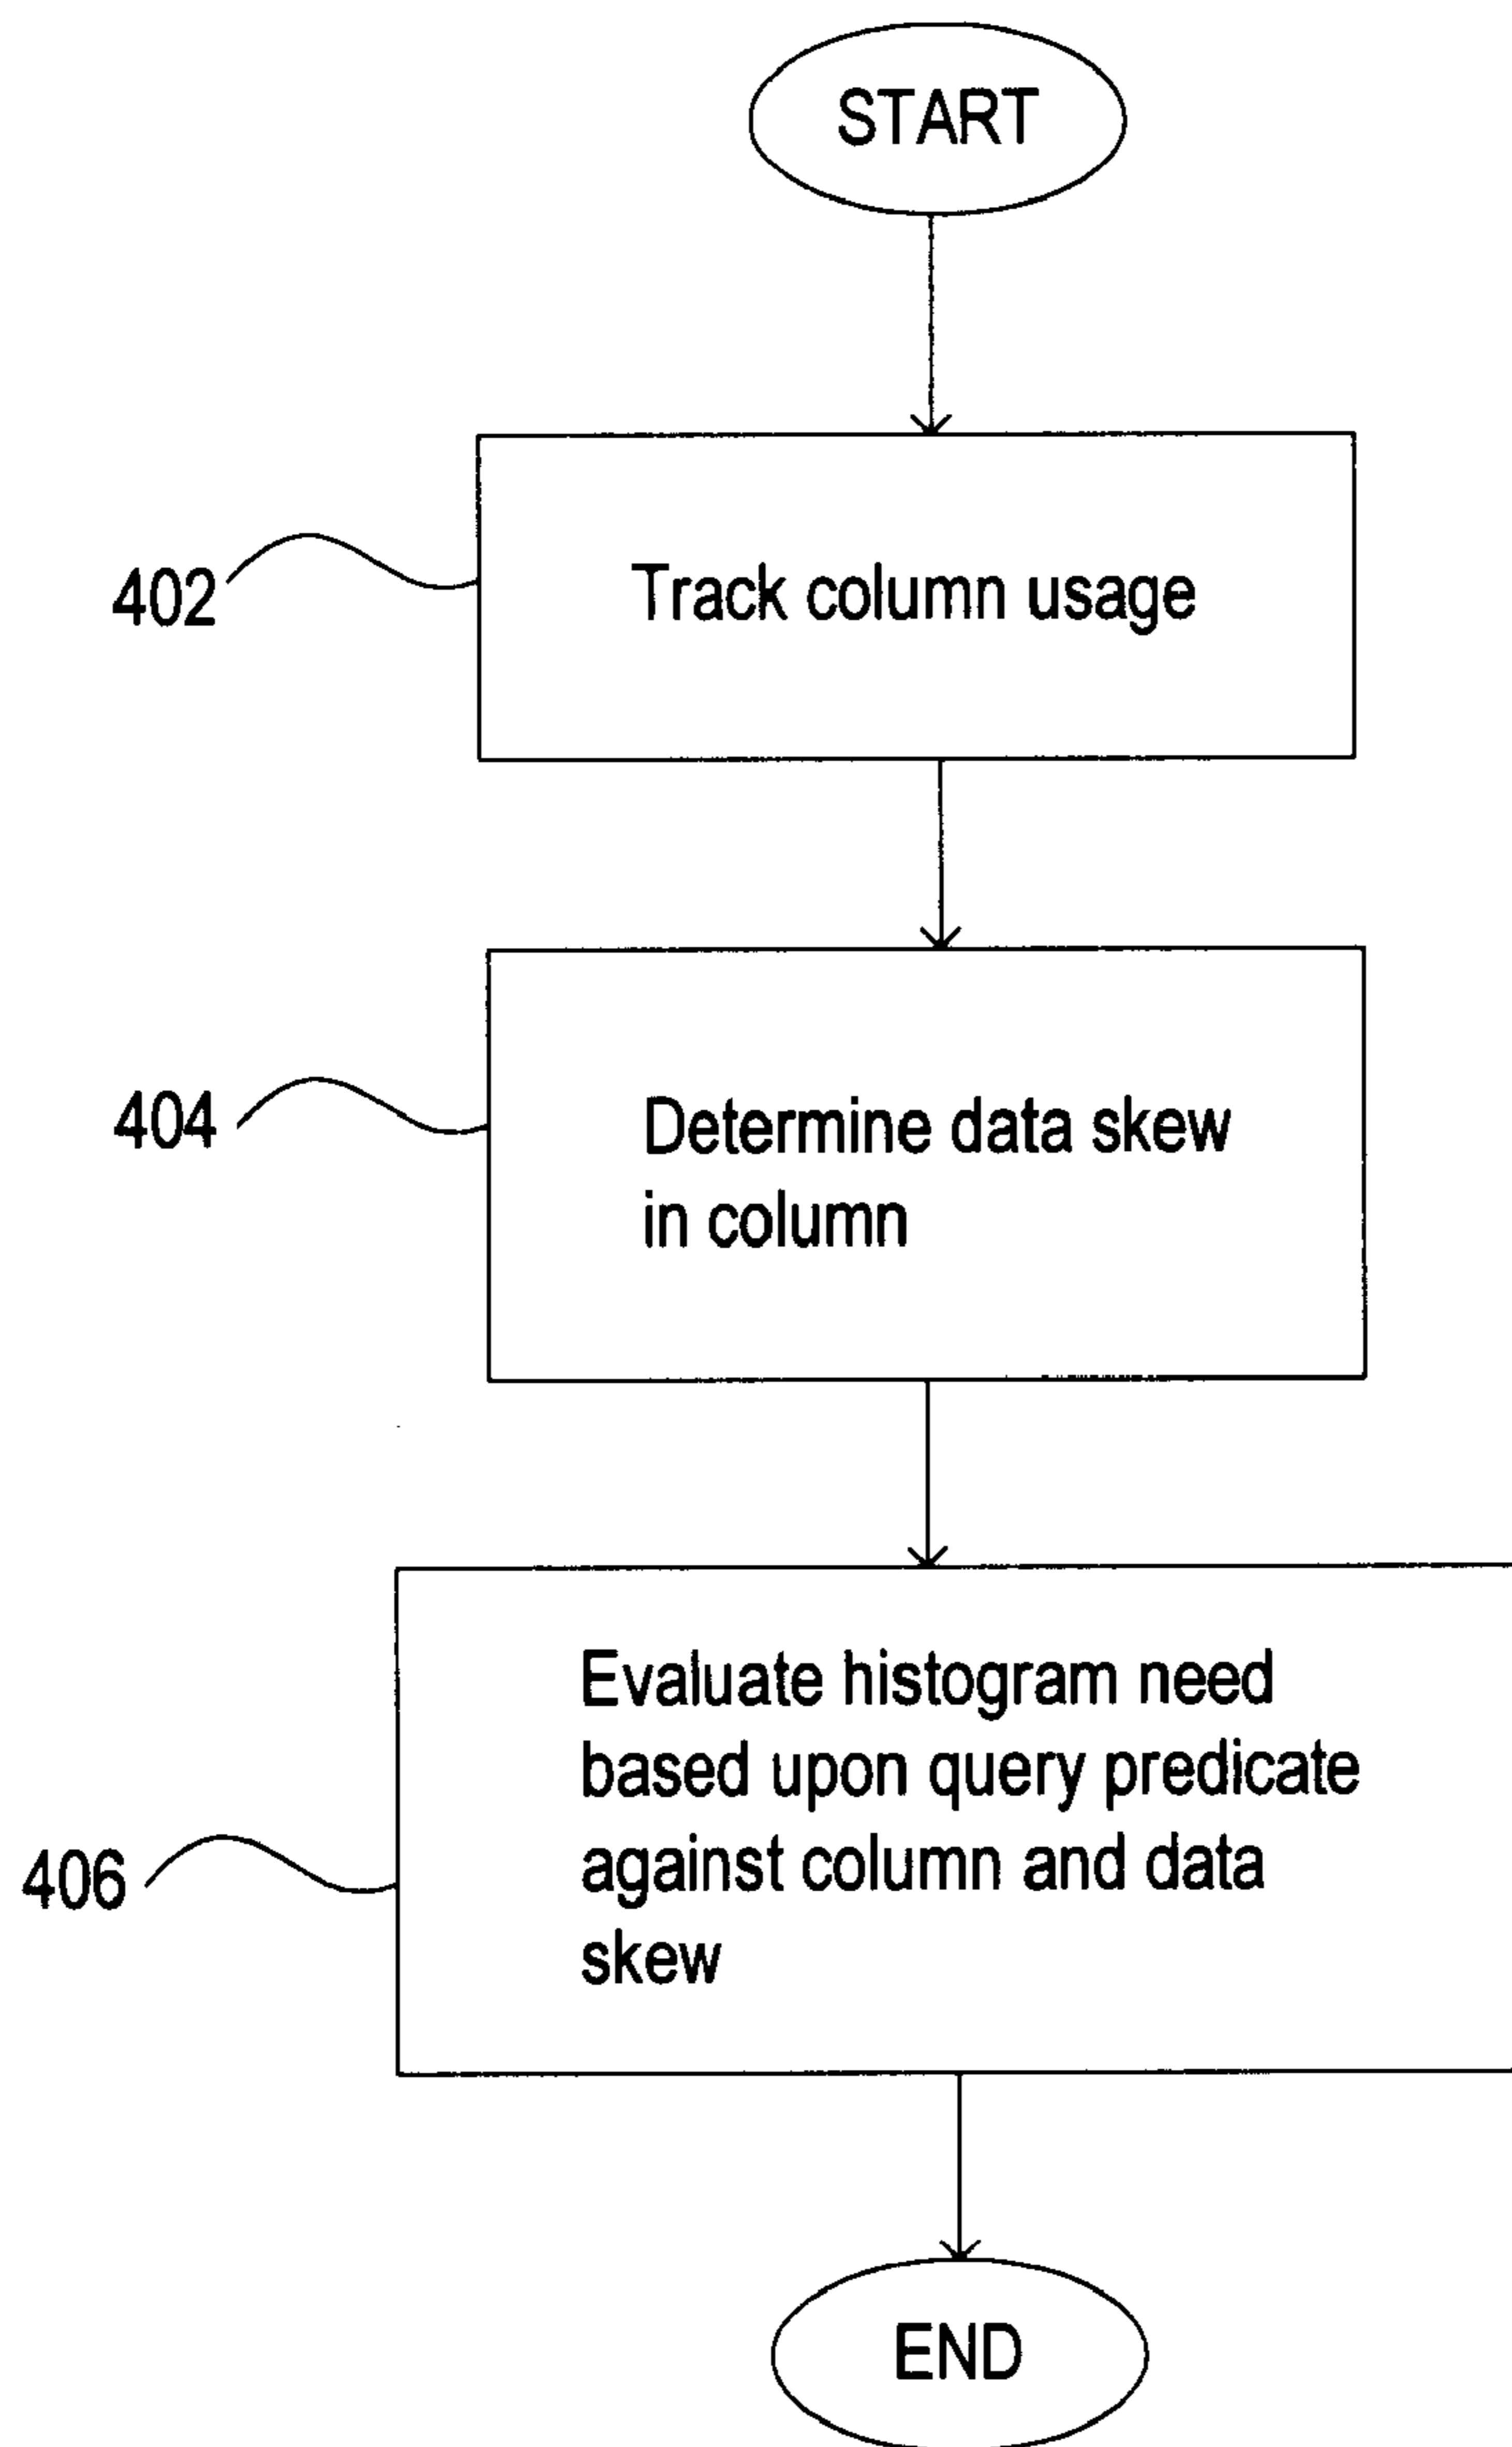 START
402
Track column usage
404
Determine data skew
in column
406
Evaluate histogram need
based upon query predicate
against column and data
skew
END